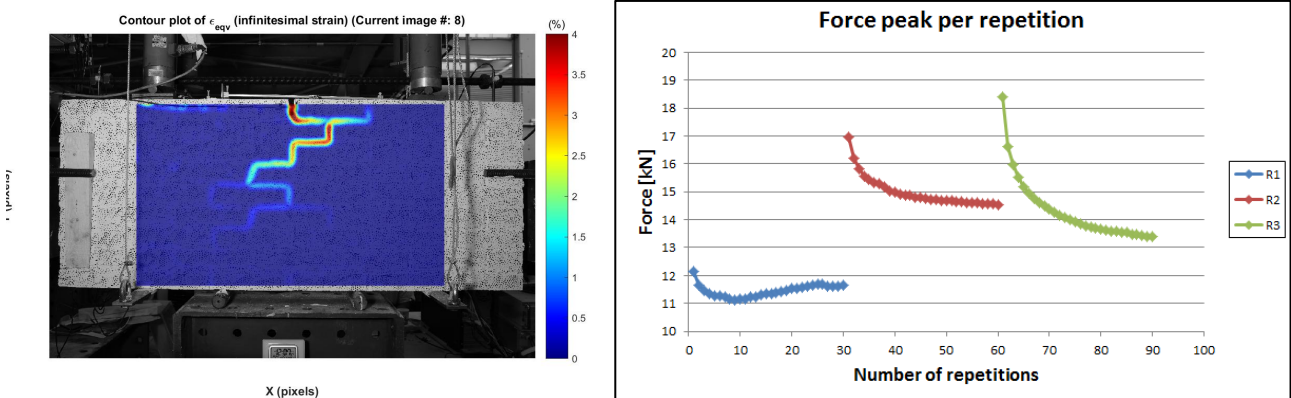 Contour plot of ϵeqv (infinitesimal strain) (Current image #: 8)
(%)
4
3.5
3
2.5
2
1.5
1
0.5
0
(pixels)
X (pixels)
Force peak per repetition
20
19
18
17
16
15
14
13
12
11
10
Force [kN]
0 10 20 30 40 50 60 70 80 90 100
Number of repetitions
R1
R2
R3